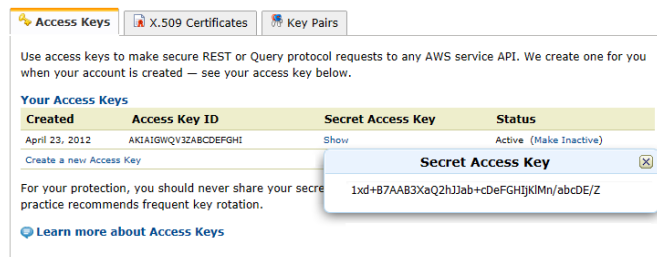 Access Keys
X.509 Certificates
Key Pairs
Use access keys to make secure REST or Query protocol requests to any AWS service API. We create one for you
when your account is created — see your access key below.
Your Access Keys
Created Access Key ID Secret Access Key Status
April 23, 2012 AKIAIGWQV3ZABCDEFGHI Show Active (Make Inactive)
Create a new Access Key
Secret Access Key
1xd+B7AAB3XaQ2hJJab+cDeFGHIjKlMn/abcDE/Z
For your protection, you should never share your secre
practice recommends frequent key rotation.
Learn more about Access Keys